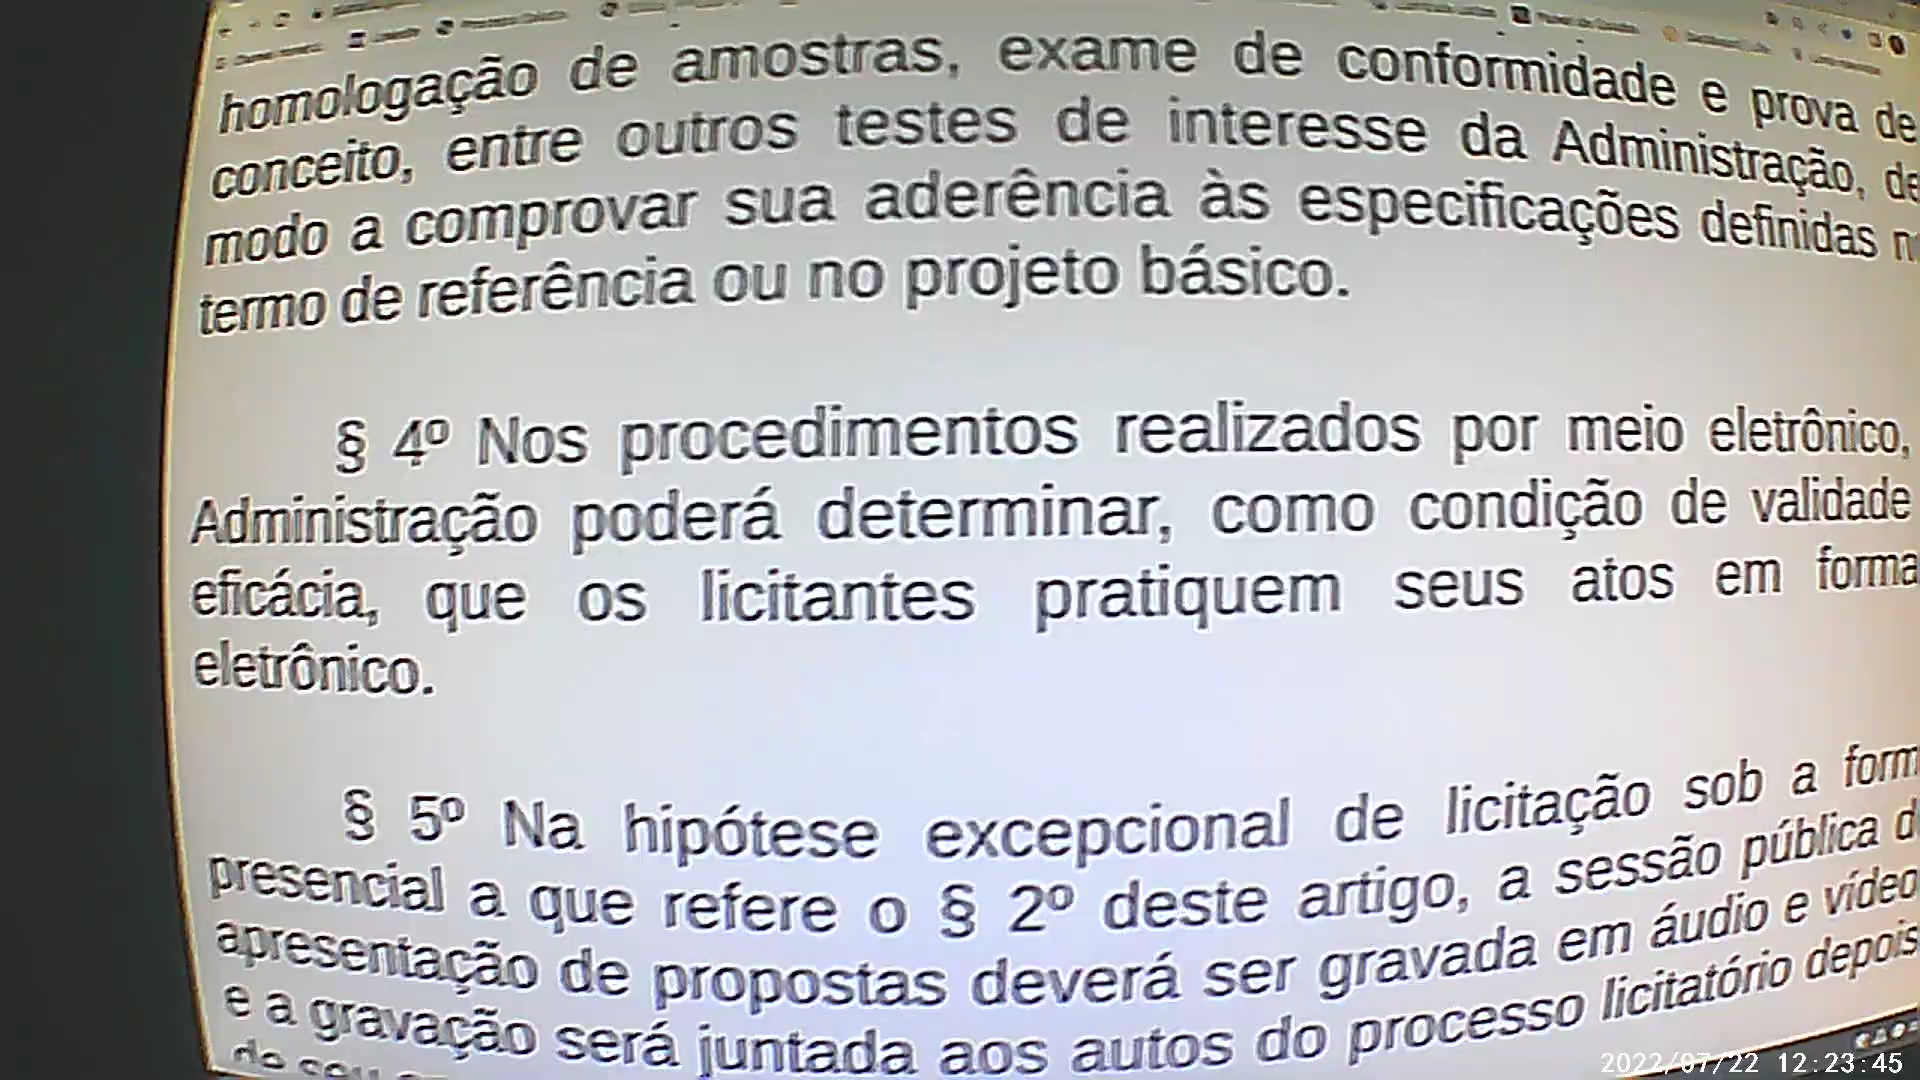 homologação de amostras, exame de conformidade e prova de
conceito, entre outros testes de interesse da Administração, de
modo a comprovar sua aderência às especificações definidas
termo de referência ou no projeto básico.
§ 4º Nos procedimentos realizados por meio eletrônico,
Administração poderá determinar, como condição de validade
eficácia, que os licitantes pratiquem seus atos em forma
eletrônico.
§ 5º Na hipótese excepcional de licitação sob a form
presencial a que refere o § 2º deste artigo, a sessão pública d
apresentação de propostas deverá ser gravada em áudio e vídeo
e a gravação será juntada aos autos do processo licitatório depois
2022/07/22 12:23:45